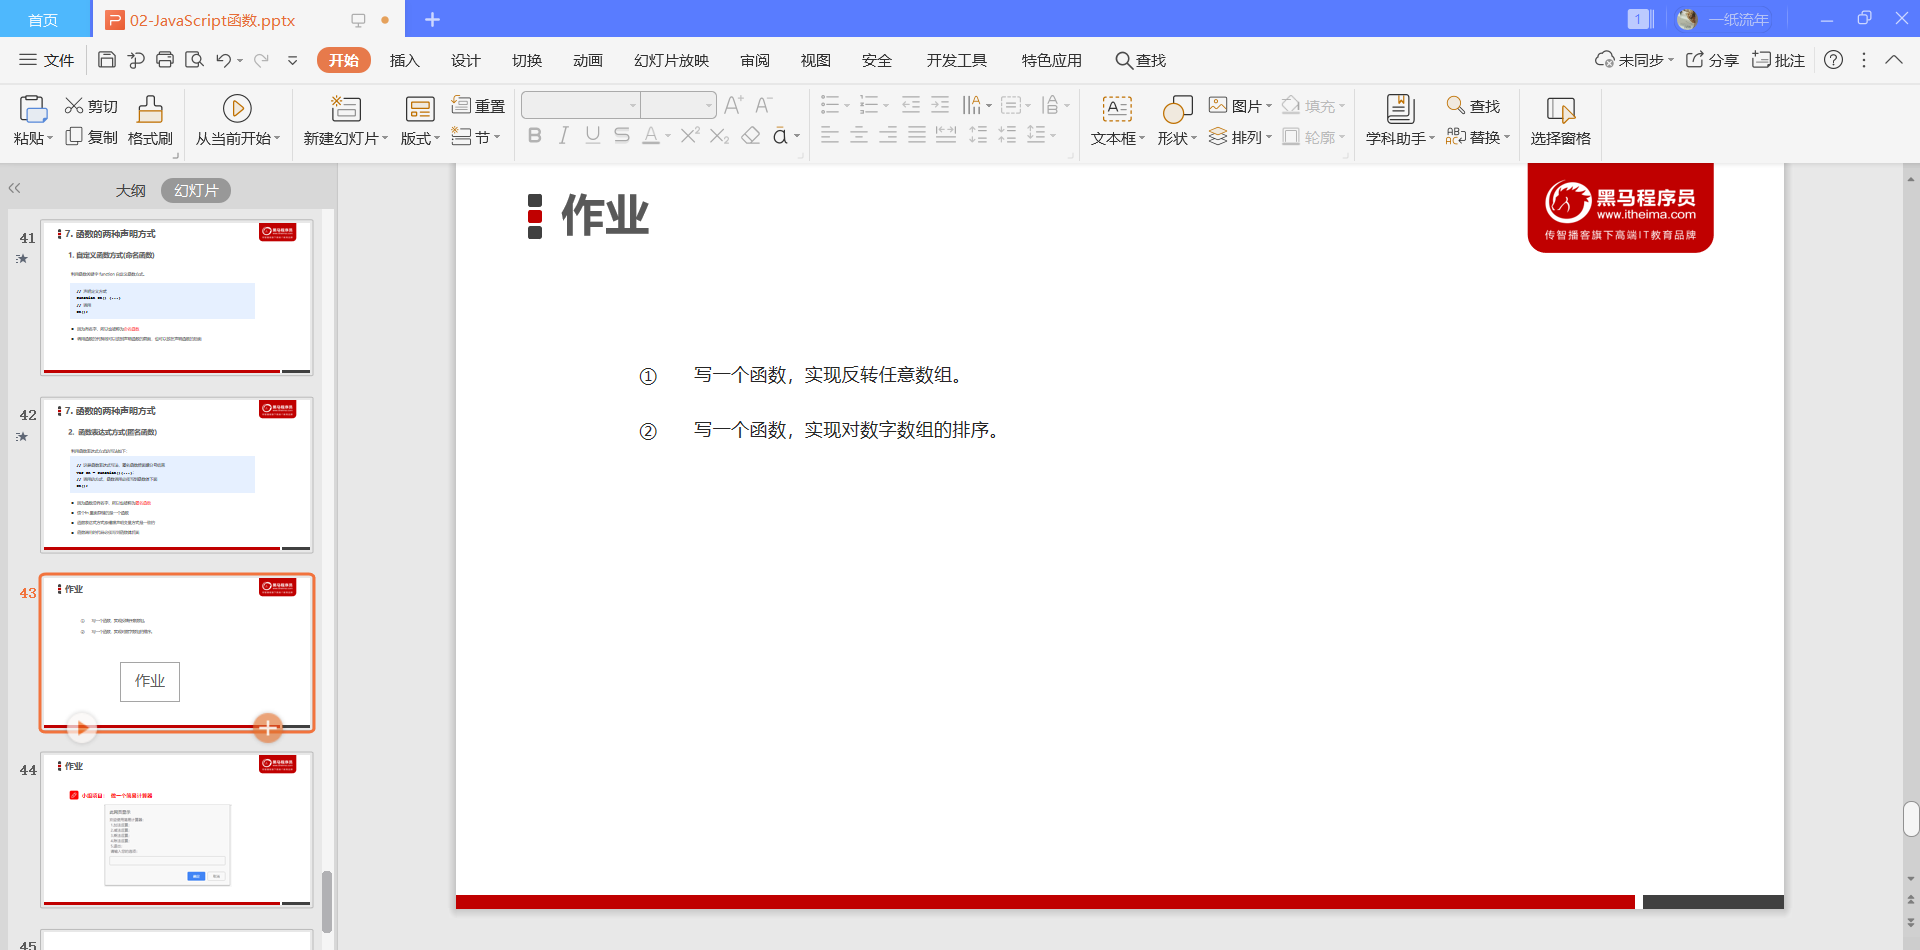 首页
02-JavaScript函数.pptx
1
一纸流年
文件
开始
插入
设计
切换
动画
幻灯片放映
审阅
视图
安全
开发工具
特色应用
查找
未同步
分享
批注
粘贴
剪切
复制
格式刷
从当前开始
新建幻灯片
版式
重置
节
文本框
形状
图片
排列
填充
轮廓
学科助手
查找
替换
选择窗格
大纲
幻灯片
41
7. 函数的两种声明方式
1. 自定义函数方式(命名函数)
42
7. 函数的两种声明方式
2. 函数表达式方式(匿名函数)
43
作业
作业
44
作业
45
作业
黑马程序员
www.itheima.com
传智播客旗下高端IT教育品牌
① 写一个函数，实现反转任意数组。
② 写一个函数，实现对数字数组的排序。